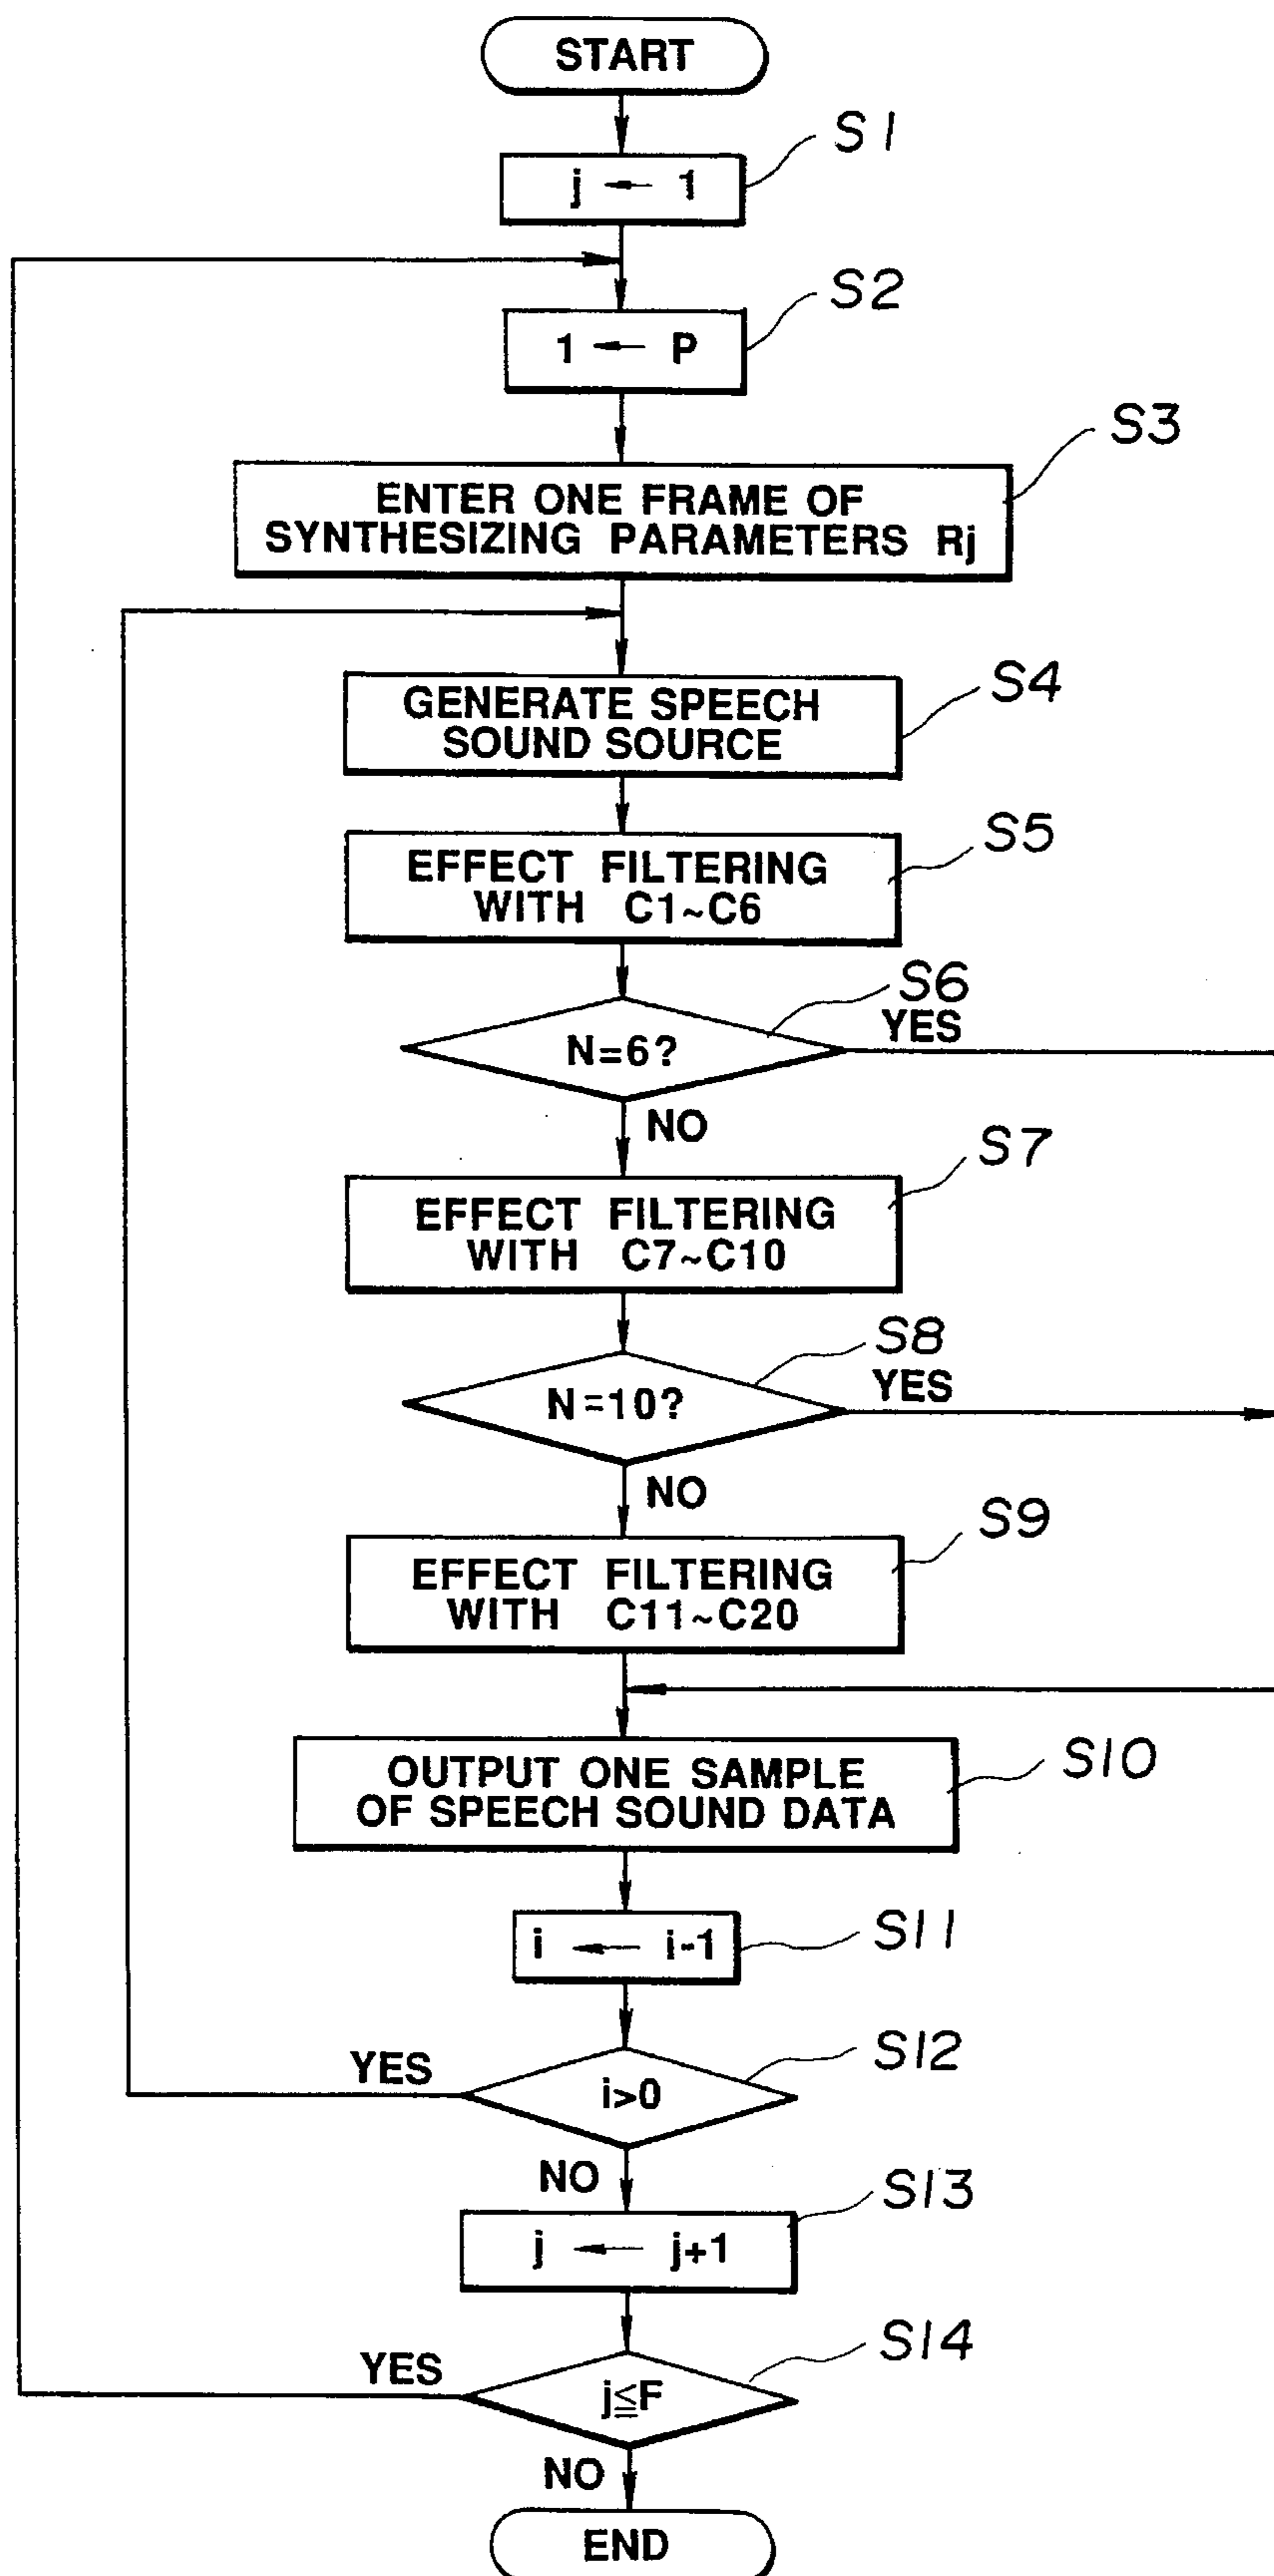 START
S1
j ← 1
S2
1 ← P
S3
ENTER ONE FRAME OF
SYNTHESIZING PARAMETERS Rj
S4
GENERATE SPEECH
SOUND SOURCE
S5
EFFECT FILTERING
WITH C1~C6
S6
YES
N=6?
NO
S7
EFFECT FILTERING
WITH C7~C10
S8
YES
N=10?
NO
S9
EFFECT FILTERING
WITH C11~C20
S10
OUTPUT ONE SAMPLE
OF SPEECH SOUND DATA
S11
i ← i-1
S12
YES
i>0
NO
S13
j ← j+1
S14
YES
j≦F
NO
END